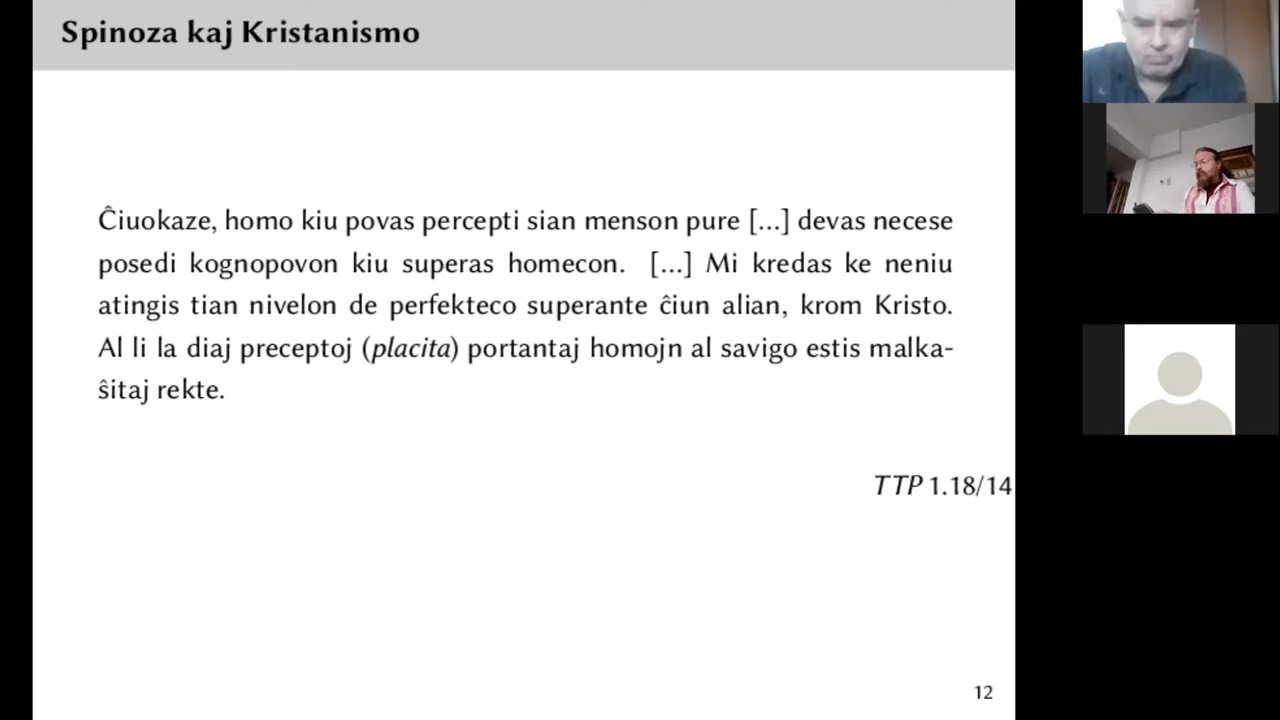 Spinoza kaj Kristanismo
Ĉiuokaze, homo kiu povas percepti sian menson pure [...] devas necese
posedi kognopovon kiu superas homecon. [...] Mi kredas ke neniu
atingis tian nivelon de perfekteco superante ĉiun alian, krom Kristo.
Al li la diaj preceptoj (placita) portantaj homojn al savigo estis malka-
ŝitaj rekte.
TTP 1.18/14
12